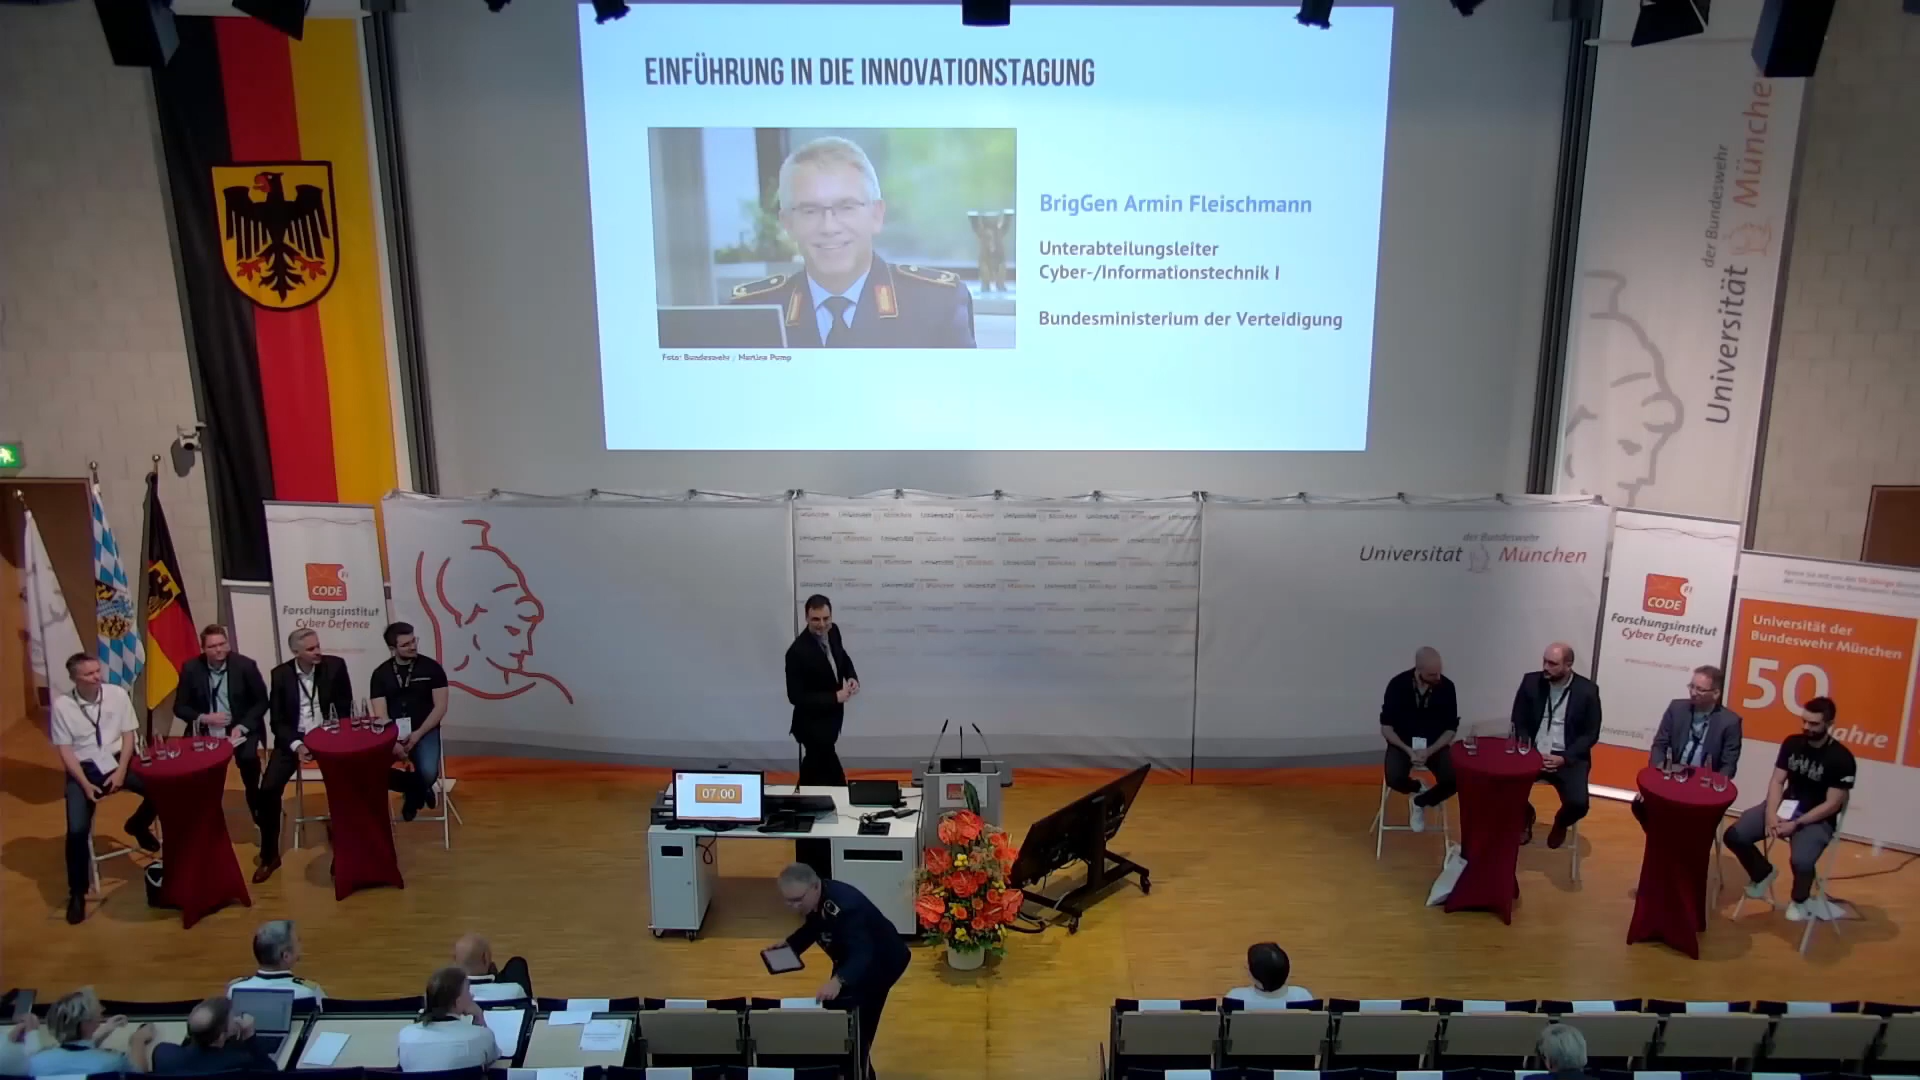 EINFÜHRUNG IN DIE INNOVATIONSTAGUNG
BrigGen Armin Fleischmann
Unterabteilungsleiter
Cyber-/Informationstechnik I
Bundesministerium der Verteidigung
Foto: Bundeswehr / Martina Pump
der Bundeswehr
Universität München
CODE
FI
Forschungsinstitut
Cyber Defence
der Bundeswehr
Universität München
CODE
FI
Forschungsinstitut
Cyber Defence
Universität der
Bundeswehr München
50
Jahre
07:00